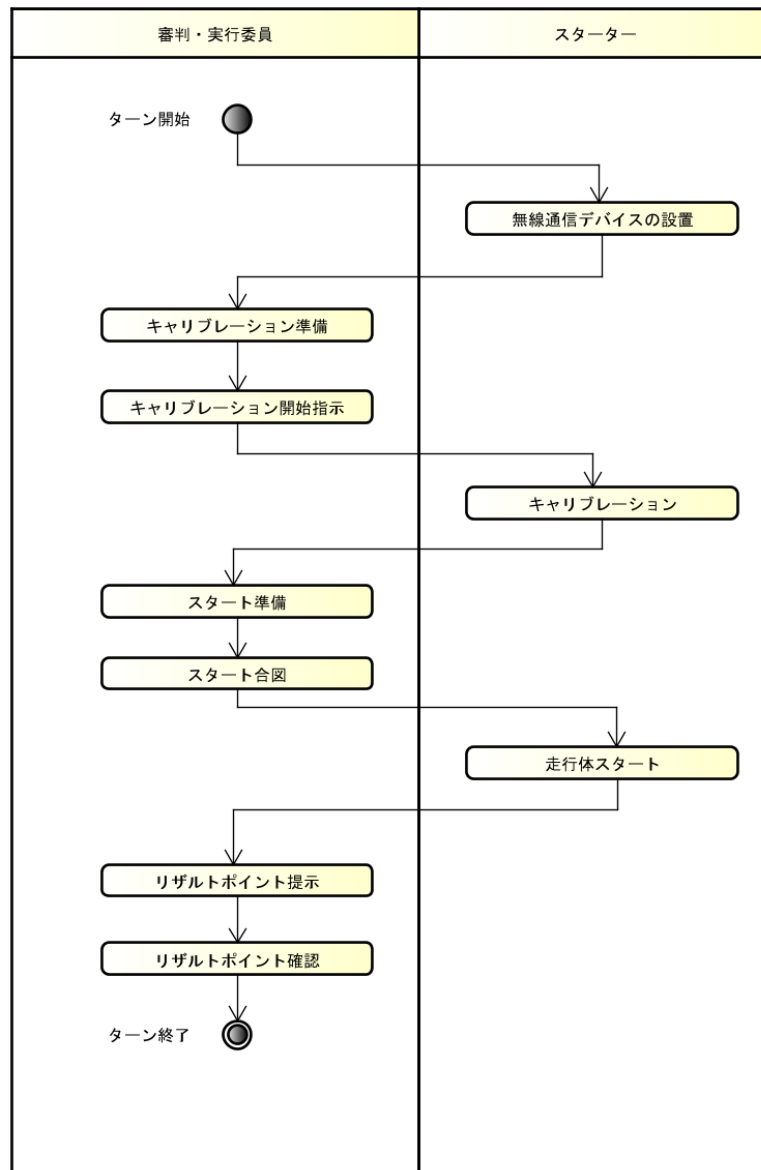 審判・実行委員
スターター
ターン開始
無線通信デバイスの設置
キャリブレーション準備
キャリブレーション開始指示
キャリブレーション
スタート準備
スタート合図
走行体スタート
リザルトポイント提示
リザルトポイント確認
ターン終了